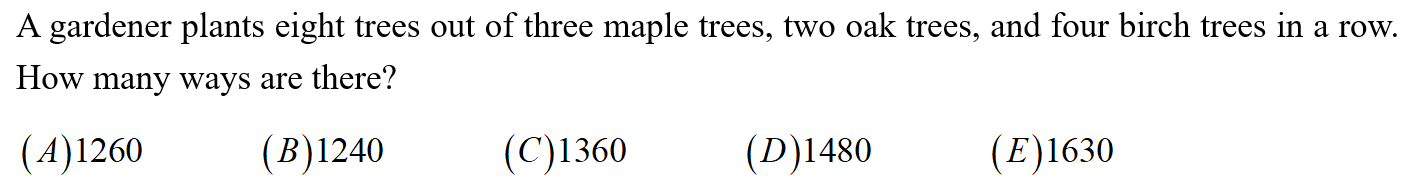 A gardener plants eight trees out of three maple trees, two oak trees, and four birch trees in a row.
How many ways are there?
(A)1260 (B)1240 (C)1360 (D)1480 (E)1630